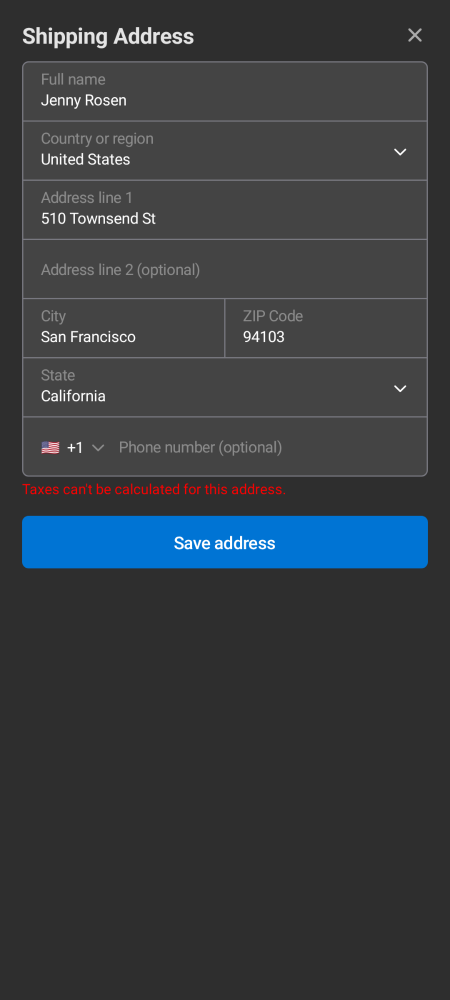 Shipping Address
Full name
Jenny Rosen
Country or region
United States
Address line 1
510 Townsend St
Address line 2 (optional)
City
San Francisco
ZIP Code
94103
State
California
+1 Phone number (optional)
Taxes can't be calculated for this address.
Save address